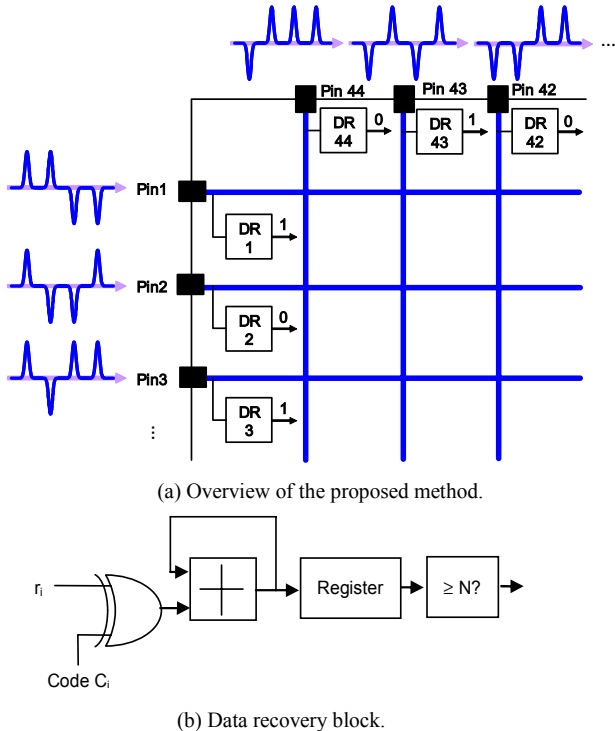 ...
Pin 44 Pin 43 Pin 42
DR 44 0 DR 43 1 DR 42 0
Pin1
DR 1 1
Pin2
DR 2 0
Pin3
DR 3 1
...
(a) Overview of the proposed method.
rᵢ
Code Cᵢ
Register
≥ N?
(b) Data recovery block.